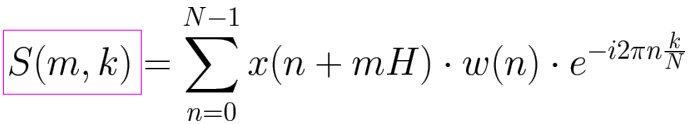 S(m, k) = \sum_{n=0}^{N-1} x(n + mH) \cdot w(n) \cdot e^{-i2\pi n \frac{k}{N}}